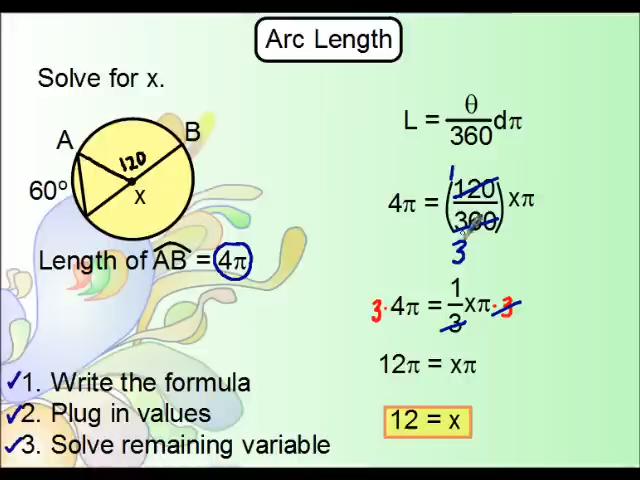 Arc Length
Solve for x.
A
B
120
60º
x
Length of AB = 4π
✓1. Write the formula
✓2. Plug in values
✓3. Solve remaining variable
L = θ/360 dπ
1
4π = (120/360) xπ
3
3· 4π = 1/3 xπ ·3
12π = xπ
12 = x